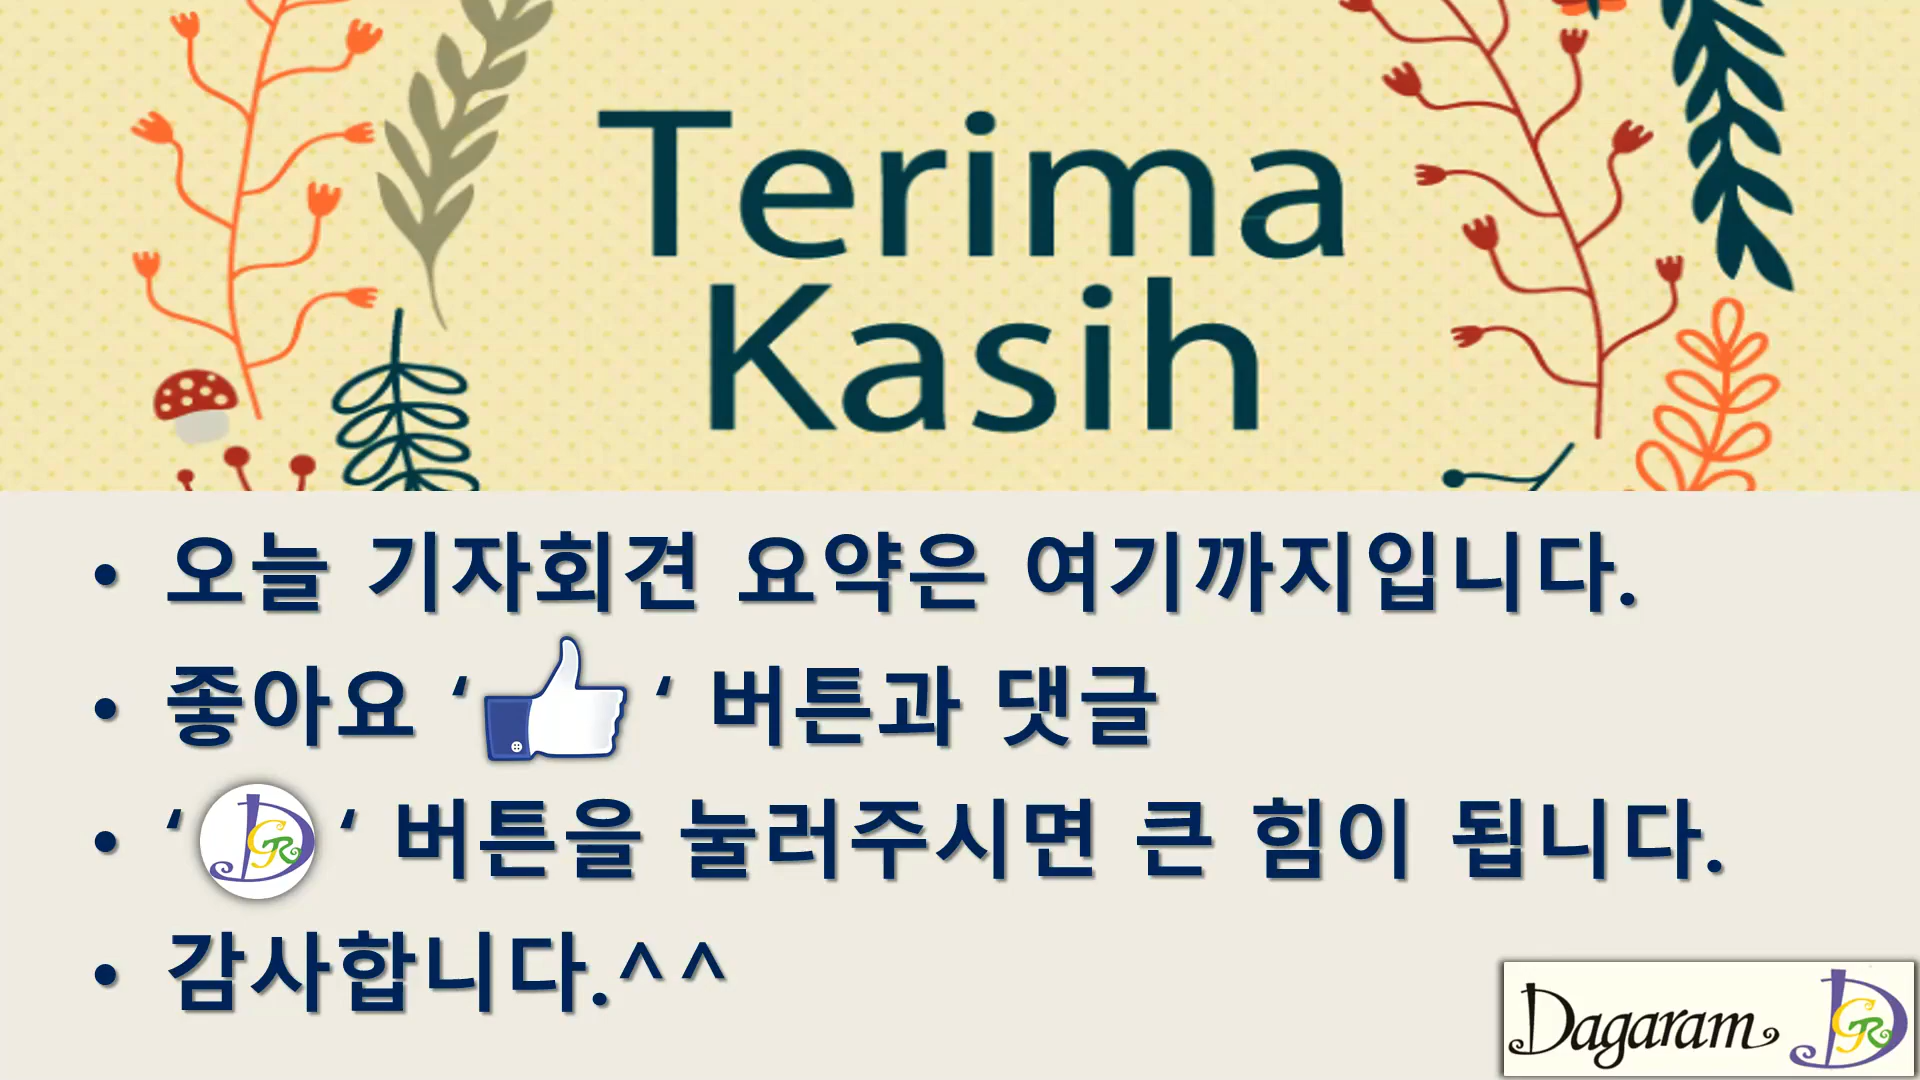 Terima
Kasih
• 오늘 기자회견 요약은 여기까지입니다.
• 좋아요 ‘ ‘ 버튼과 댓글
• ‘ DGR ‘ 버튼을 눌러주시면 큰 힘이 됩니다.
• 감사합니다.^^
Dagaram DGR